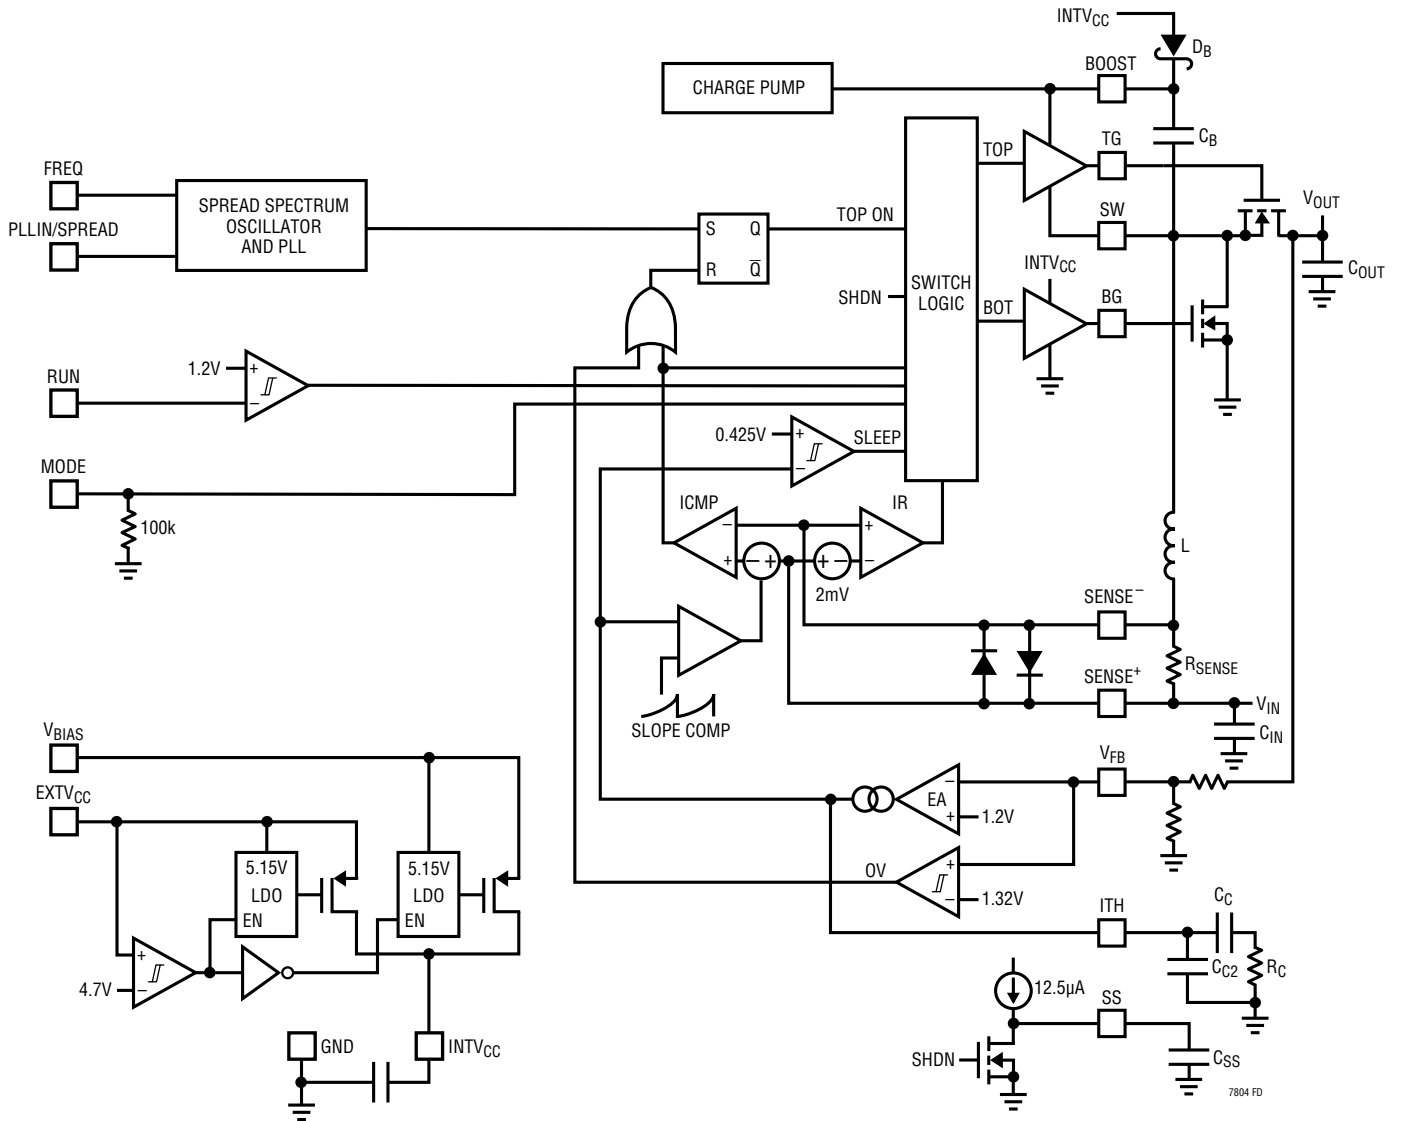 INTVCC
DB
BOOST
CHARGE PUMP
CB
TOP
TG
FREQ
SPREAD SPECTRUM
OSCILLATOR
AND PLL
PLLIN/SPREAD
S Q
R Q̅
TOP ON
SW
VOUT
COUT
SHDN
SWITCH
LOGIC
INTVCC
BOT
BG
1.2V
+
−
RUN
0.425V
+
−
SLEEP
MODE
100k
ICMP
IR
−
+
+
−
− +
+ −
2mV
L
SENSE−
RSENSE
SENSE+
VIN
CIN
SLOPE COMP
VBIAS
VFB
EXTVCC
EA
−
+
1.2V
5.15V
LDO
EN
5.15V
LDO
EN
OV
+
−
1.32V
ITH
CC
CC2
RC
+
−
4.7V
12.5µA
SS
GND
INTVCC
SHDN
CSS
7804 FD